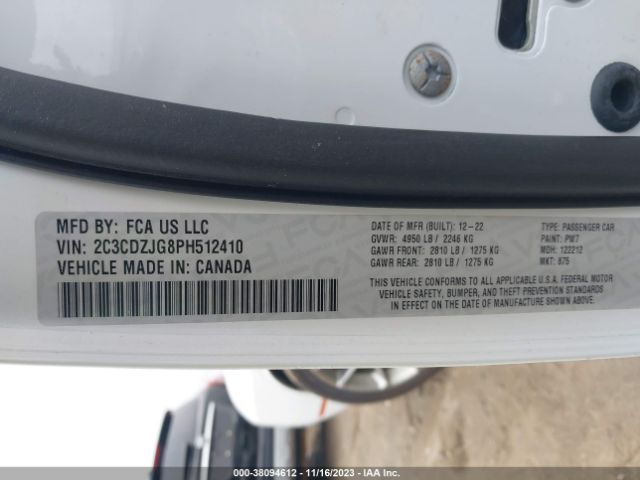 MFD BY: FCA US LLC
VIN: 2C3CDZJG8PH512410
VEHICLE MADE IN: CANADA
DATE OF MFR (BUILT): 12-22
GVWR: 4950 LB / 2246 KG
GAWR FRONT: 2810 LB / 1275 KG
GAWR REAR: 2810 LB / 1275 KG
TYPE: PASSENGER CAR
PAINT: PW7
MDH: 122212
MKT: 875
THIS VEHICLE CONFORMS TO ALL APPLICABLE U.S.A. FEDERAL MOTOR
VEHICLE SAFETY, BUMPER, AND THEFT PREVENTION STANDARDS
IN EFFECT ON THE DATE OF MANUFACTURE SHOWN ABOVE.
000-38094612 - 11/16/2023 - IAA Inc.